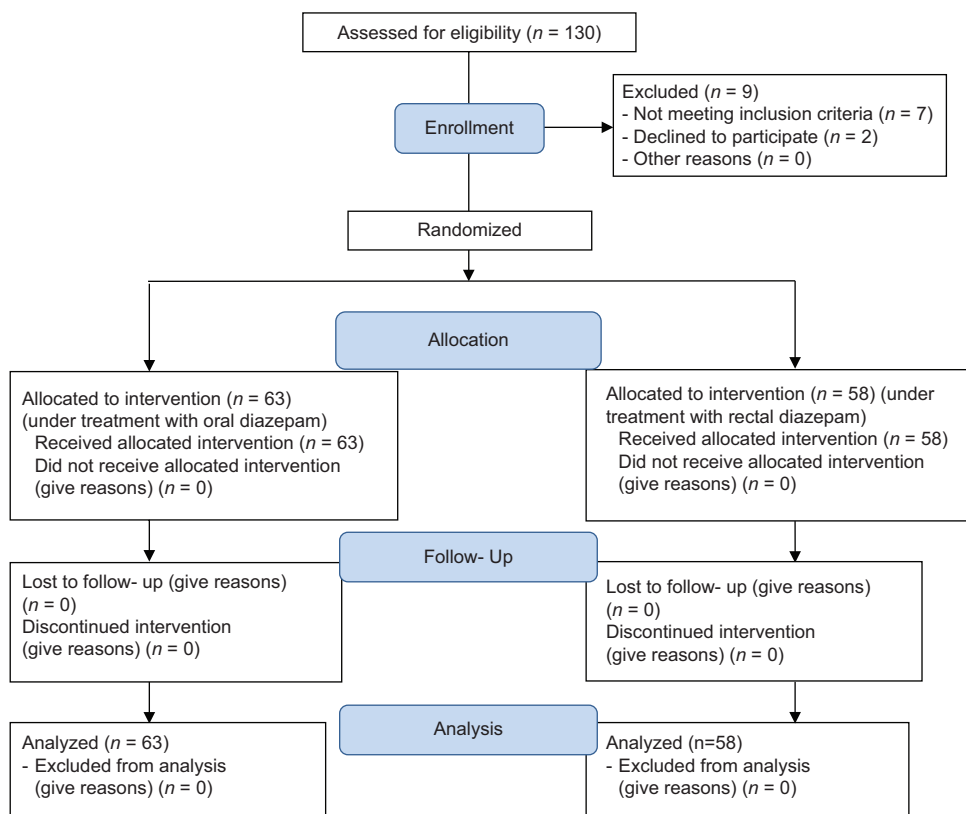 Assessed for eligibility (n = 130)
Excluded (n = 9)
- Not meeting inclusion criteria (n = 7)
- Declined to participate (n = 2)
- Other reasons (n = 0)
Enrollment
Randomized
Allocation
Allocated to intervention (n = 63)
(under treatment with oral diazepam)
Received allocated intervention (n = 63)
Did not receive allocated intervention
(give reasons) (n = 0)
Allocated to intervention (n = 58) (under
treatment with rectal diazepam)
Received allocated intervention (n = 58)
Did not receive allocated intervention
(give reasons) (n = 0)
Follow- Up
Lost to follow- up (give reasons)
(n = 0)
Discontinued intervention
(give reasons) (n = 0)
Lost to follow- up (give reasons)
(n = 0)
Discontinued intervention
(give reasons) (n = 0)
Analysis
Analyzed (n = 63)
- Excluded from analysis
(give reasons) (n = 0)
Analyzed (n=58)
- Excluded from analysis
(give reasons) (n = 0)